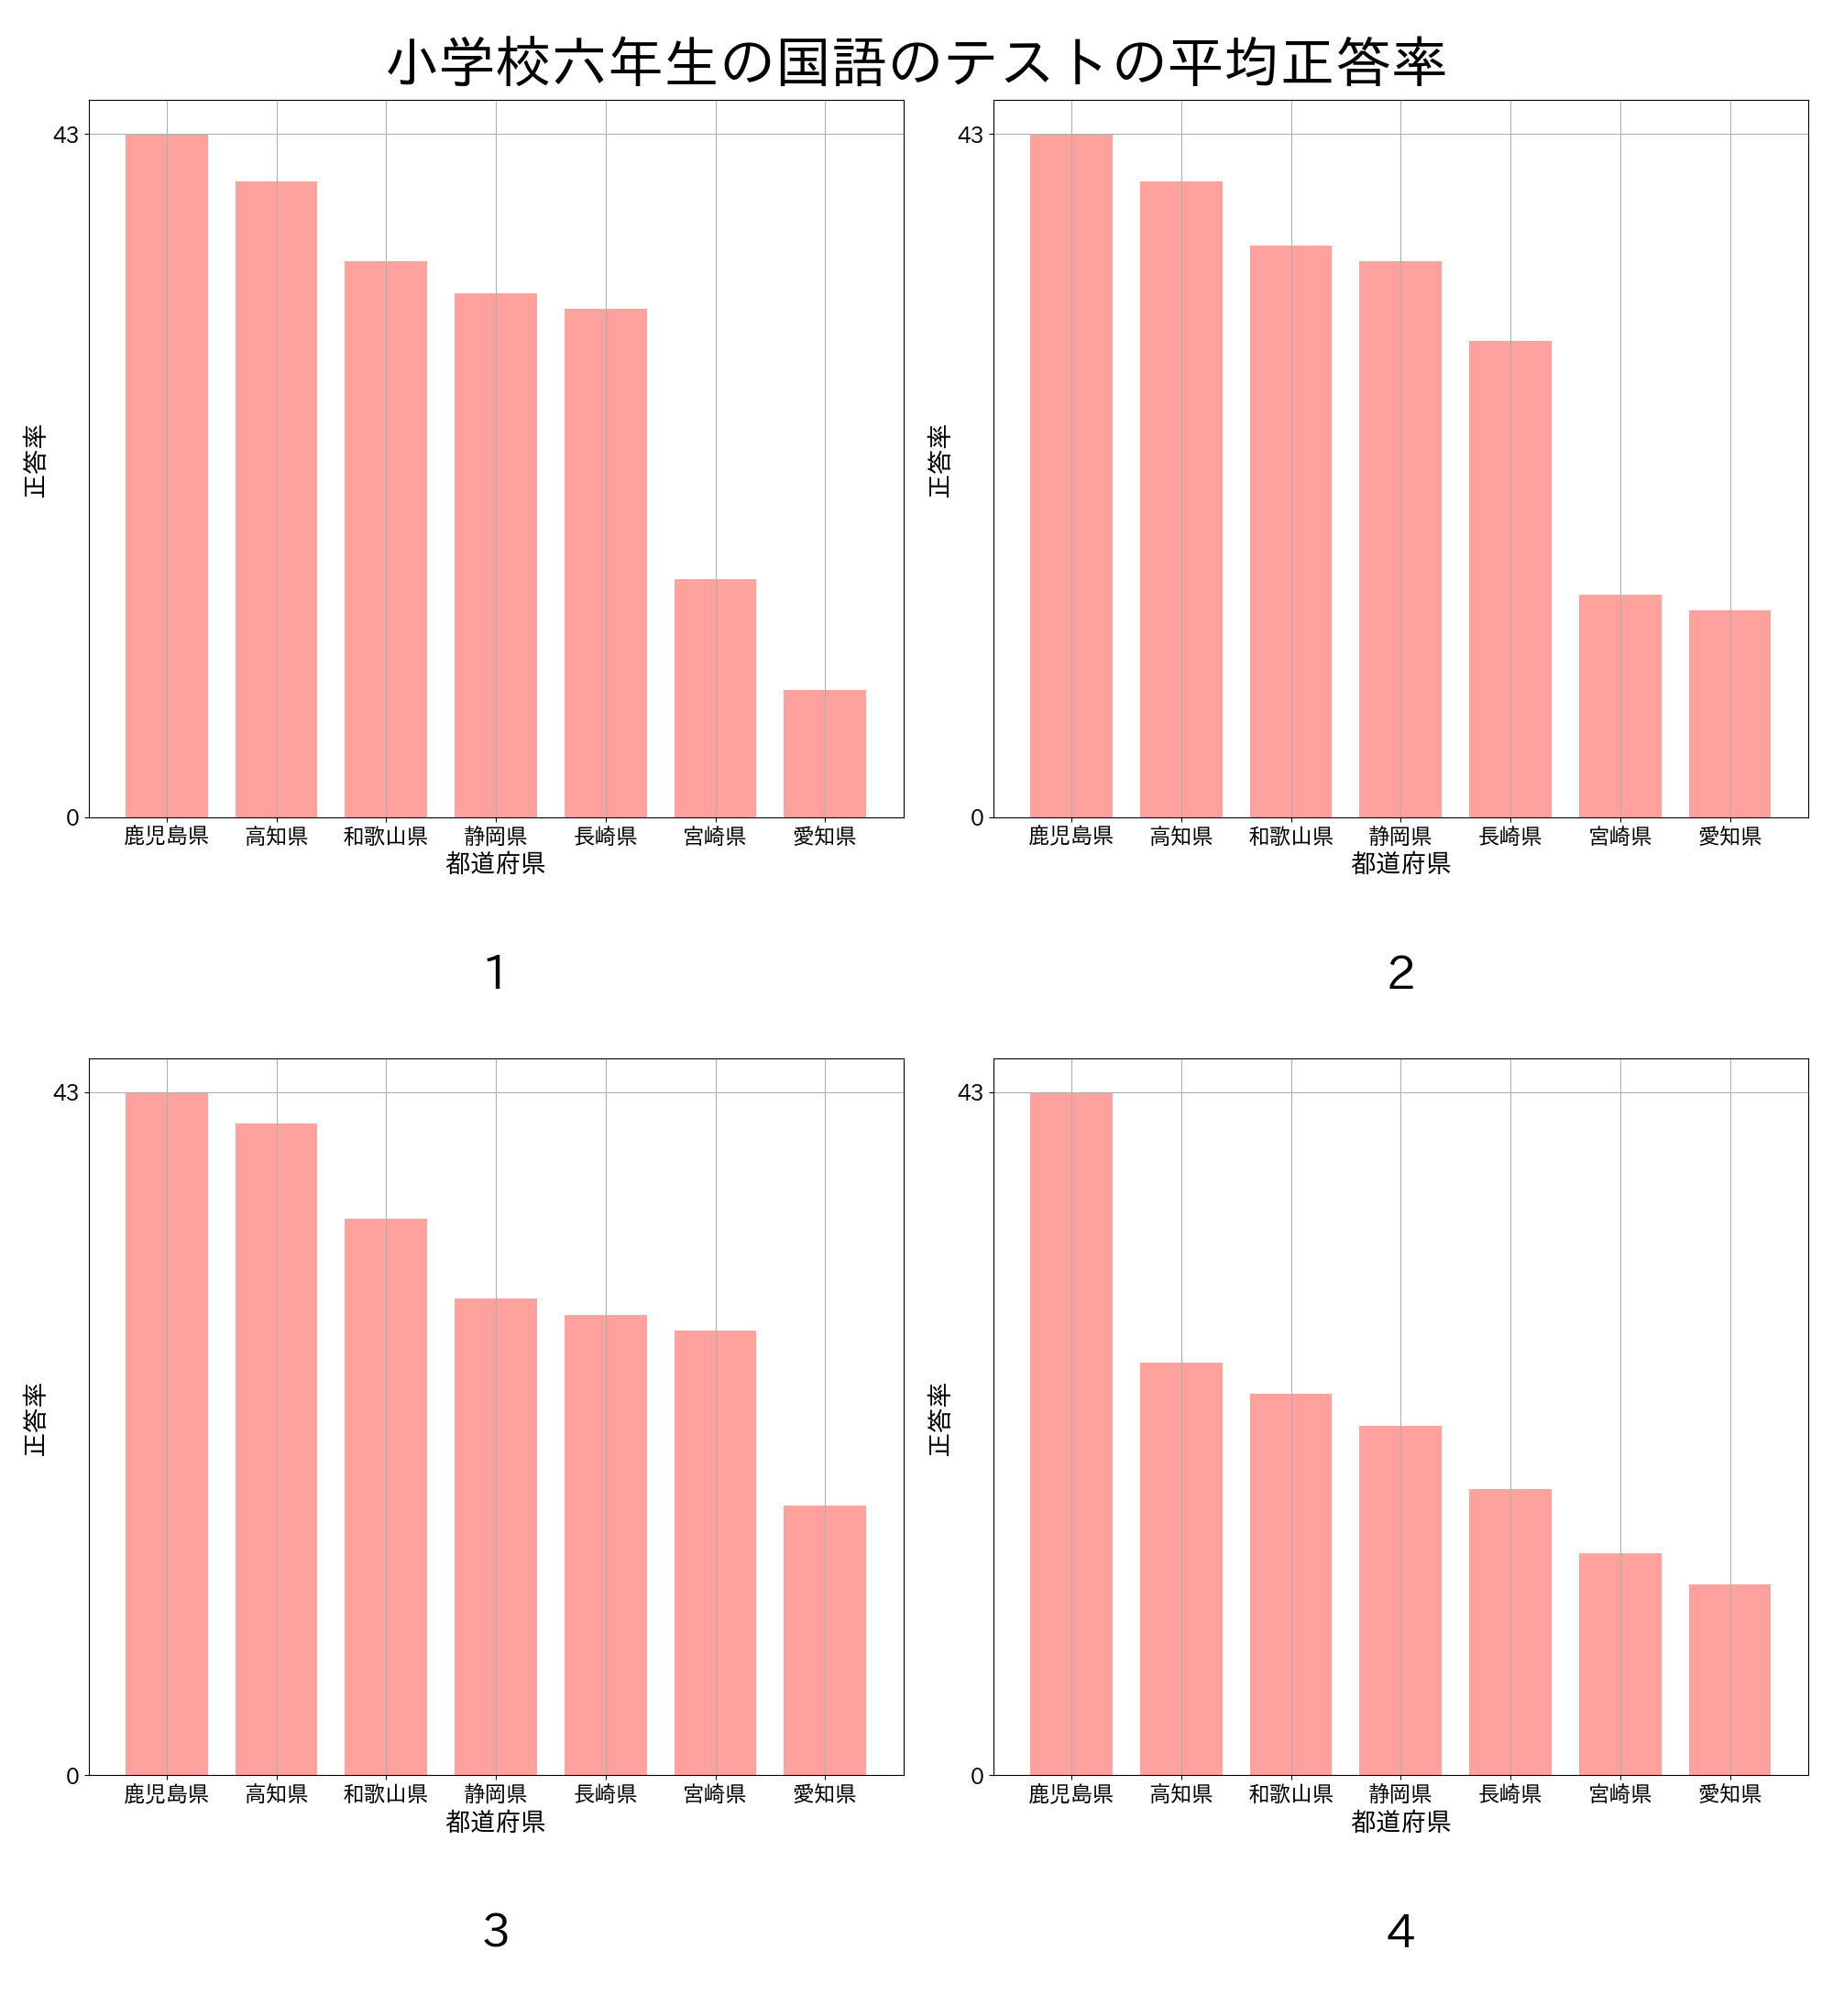 小学校六年生の国語のテストの平均正答率
43
0
正答率
鹿児島県 高知県 和歌山県 静岡県 長崎県 宮崎県 愛知県
都道府県
1
43
0
正答率
鹿児島県 高知県 和歌山県 静岡県 長崎県 宮崎県 愛知県
都道府県
2
43
0
正答率
鹿児島県 高知県 和歌山県 静岡県 長崎県 宮崎県 愛知県
都道府県
3
43
0
正答率
鹿児島県 高知県 和歌山県 静岡県 長崎県 宮崎県 愛知県
都道府県
4